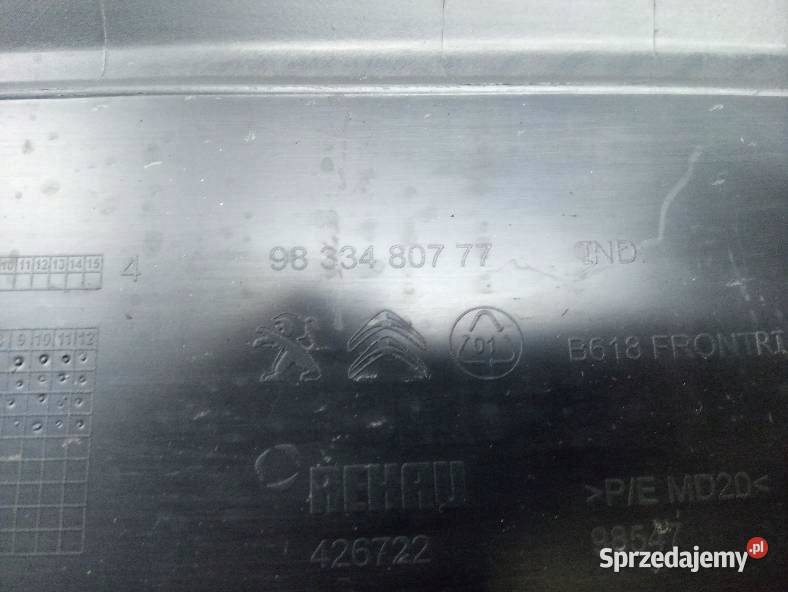 10 11 12 13 14 15
4
98 334 807 77 IND.
9 10 11 12
01
B618 FRONTRI
REHAU
>P/E MD20<
426722
98547
Sprzedajemy.pl